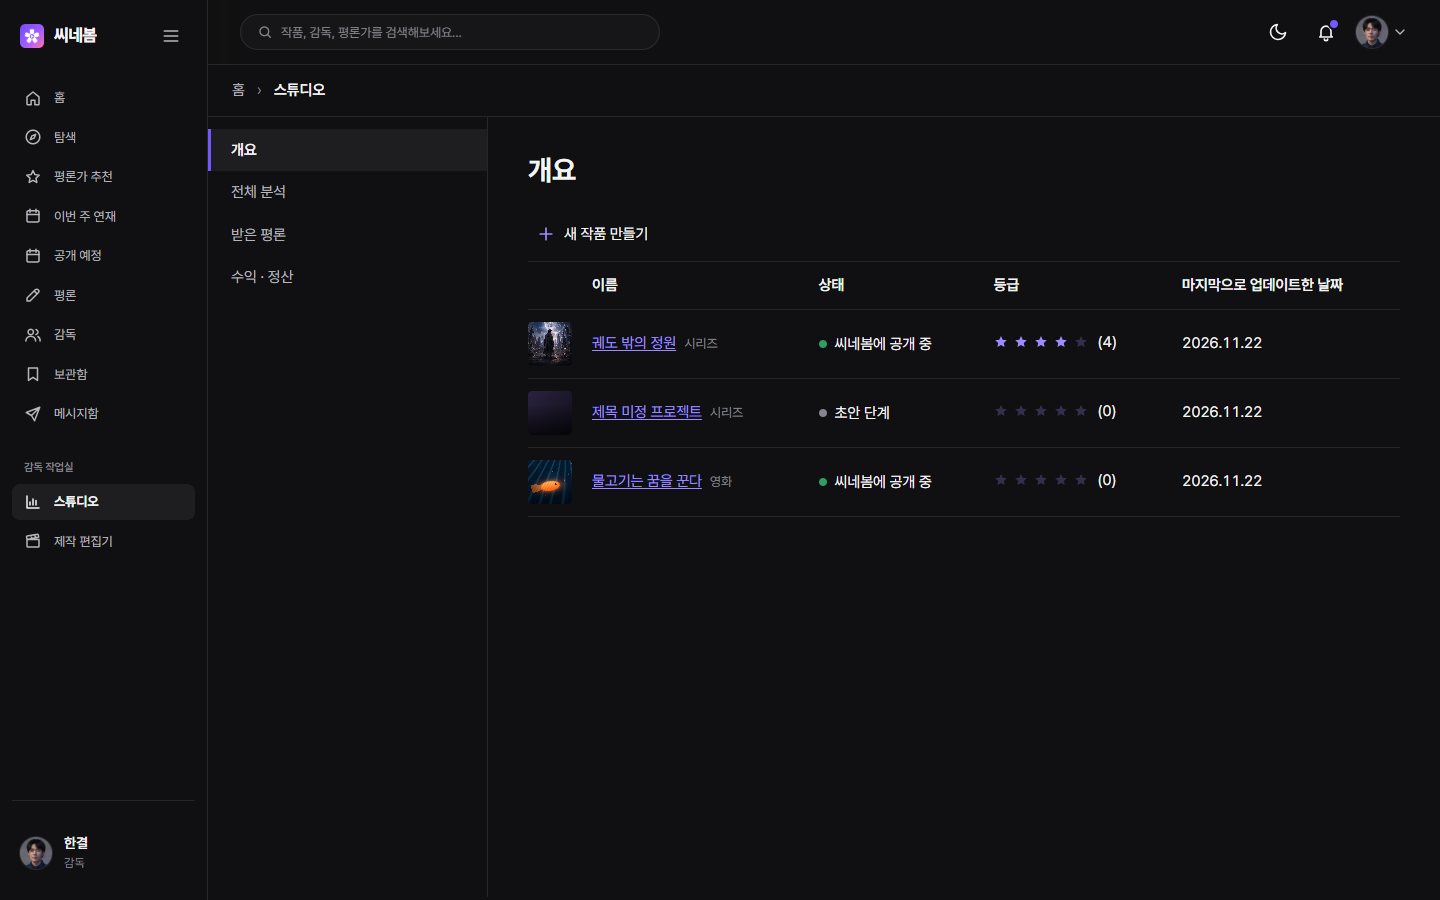 씨네봄
작품, 감독, 평론가를 검색해보세요...
홈
탐색
평론가 추천
이번 주 연재
공개 예정
평론
감독
보관함
메시지함
감독 작업실
스튜디오
제작 편집기
한결
감독
홈 › 스튜디오
개요
전체 분석
받은 평론
수익 · 정산
개요
새 작품 만들기
이름 상태 등급 마지막으로 업데이트한 날짜
궤도 밖의 정원 시리즈 씨네봄에 공개 중 (4) 2026.11.22
제목 미정 프로젝트 시리즈 초안 단계 (0) 2026.11.22
물고기는 꿈을 꾼다 영화 씨네봄에 공개 중 (0) 2026.11.22